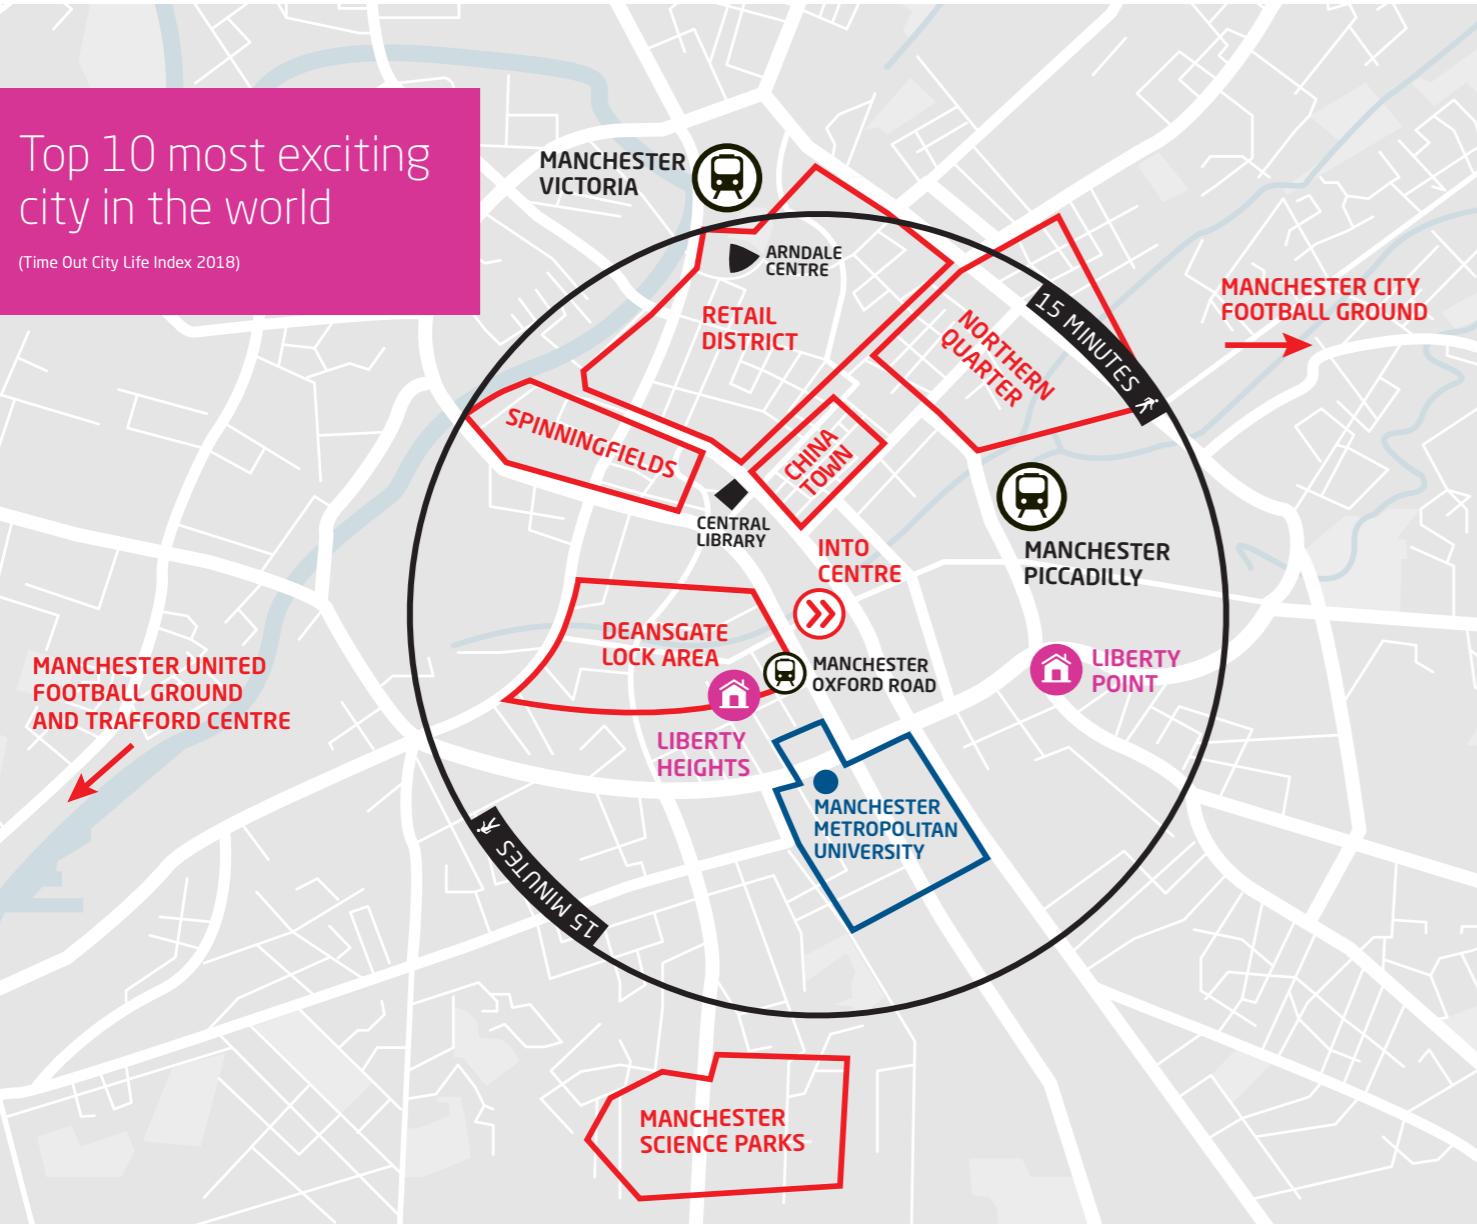 Top 10 most exciting
city in the world
(Time Out City Life Index 2018)
MANCHESTER
VICTORIA
ARNDALE
CENTRE
RETAIL
DISTRICT
NORTHERN
QUARTER
15 MINUTES
MANCHESTER CITY
FOOTBALL GROUND
SPINNINGFIELDS
CHINA
TOWN
CENTRAL
LIBRARY
INTO
CENTRE
MANCHESTER
PICCADILLY
DEANSGATE
LOCK AREA
MANCHESTER
OXFORD ROAD
LIBERTY
POINT
MANCHESTER UNITED
FOOTBALL GROUND
AND TRAFFORD CENTRE
LIBERTY
HEIGHTS
MANCHESTER
METROPOLITAN
UNIVERSITY
15 MINUTES
MANCHESTER
SCIENCE PARKS